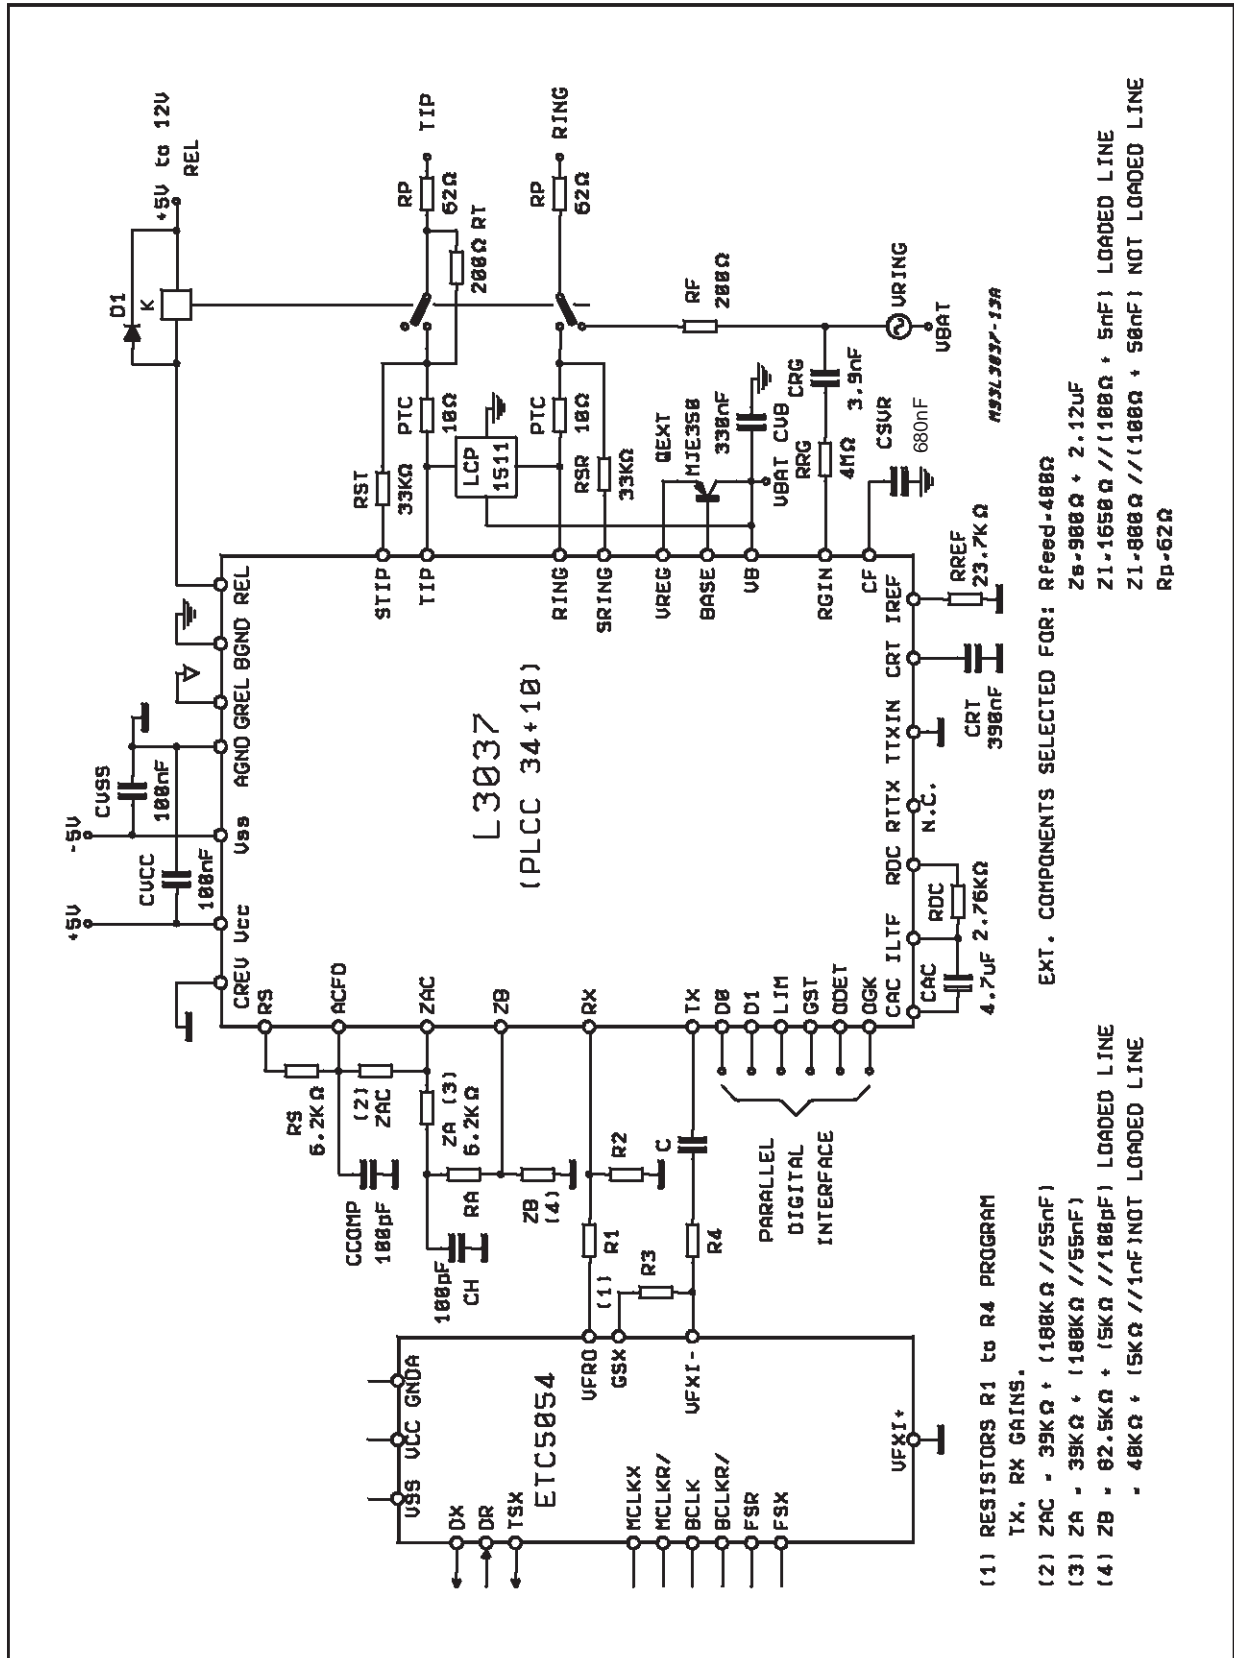 +5V to 12V
REL
D1
K
TIP
RING
RP
62Ω
RP
62Ω
200Ω RT
RF
200Ω
VRING
VBAT
M93L3037-13A
RST
33KΩ
PTC
10Ω
LCP
1511
PTC
10Ω
RSR
33KΩ
QEXT
MJE350
330nF
VBAT CVB
RRG
4MΩ
CRG
3.9nF
CSVR
680nF
STIP
TIP
RING
SRING
VREG
BASE
VB
RGIN
CF
-5V
+5V
CVSS
100nF
CVCC
100nF
CREV Vcc Vss AGND GREL BGND REL
L3037
(PLCC 34+10)
CAC ILTF RDC RTTX TTXIN CRT IREF
RREF
23.7KΩ
CRT
390nF
N.C.
RDC
2.76KΩ
CAC
4.7uF
RS
ACFD
ZAC
ZB
RX
TX
D0
D1
LIM
GST
ODET
OGK
RS
6.2KΩ
(2)
ZAC
CCOMP
100pF
ZA (3)
6.2KΩ
RA
100pF
CH
ZB
(4)
R1
R2
(1)
R3
R4
C
PARALLEL
DIGITAL
INTERFACE
VSS VCC GNDA
ETC5054
DX
DR
TSX
MCLKX
MCLKR/
BCLK
BCLKR/
FSR
FSX
VFRO
GSX
VFXI-
VFXI+
EXT. COMPONENTS SELECTED FOR: Rfeed=400Ω
Zs=900Ω + 2.12uF
Zl=1650Ω//(100Ω + 5nF) LOADED LINE
Zl=800Ω//(100Ω + 50nF) NOT LOADED LINE
Rp=62Ω
(1) RESISTORS R1 to R4 PROGRAM
TX, RX GAINS.
(2) ZAC = 39KΩ + (180KΩ//55nF)
(3) ZA = 39KΩ + (180KΩ//55nF)
(4) ZB = 82.5KΩ + (5KΩ//100pF) LOADED LINE
= 40KΩ + (5KΩ//1nF)NOT LOADED LINE